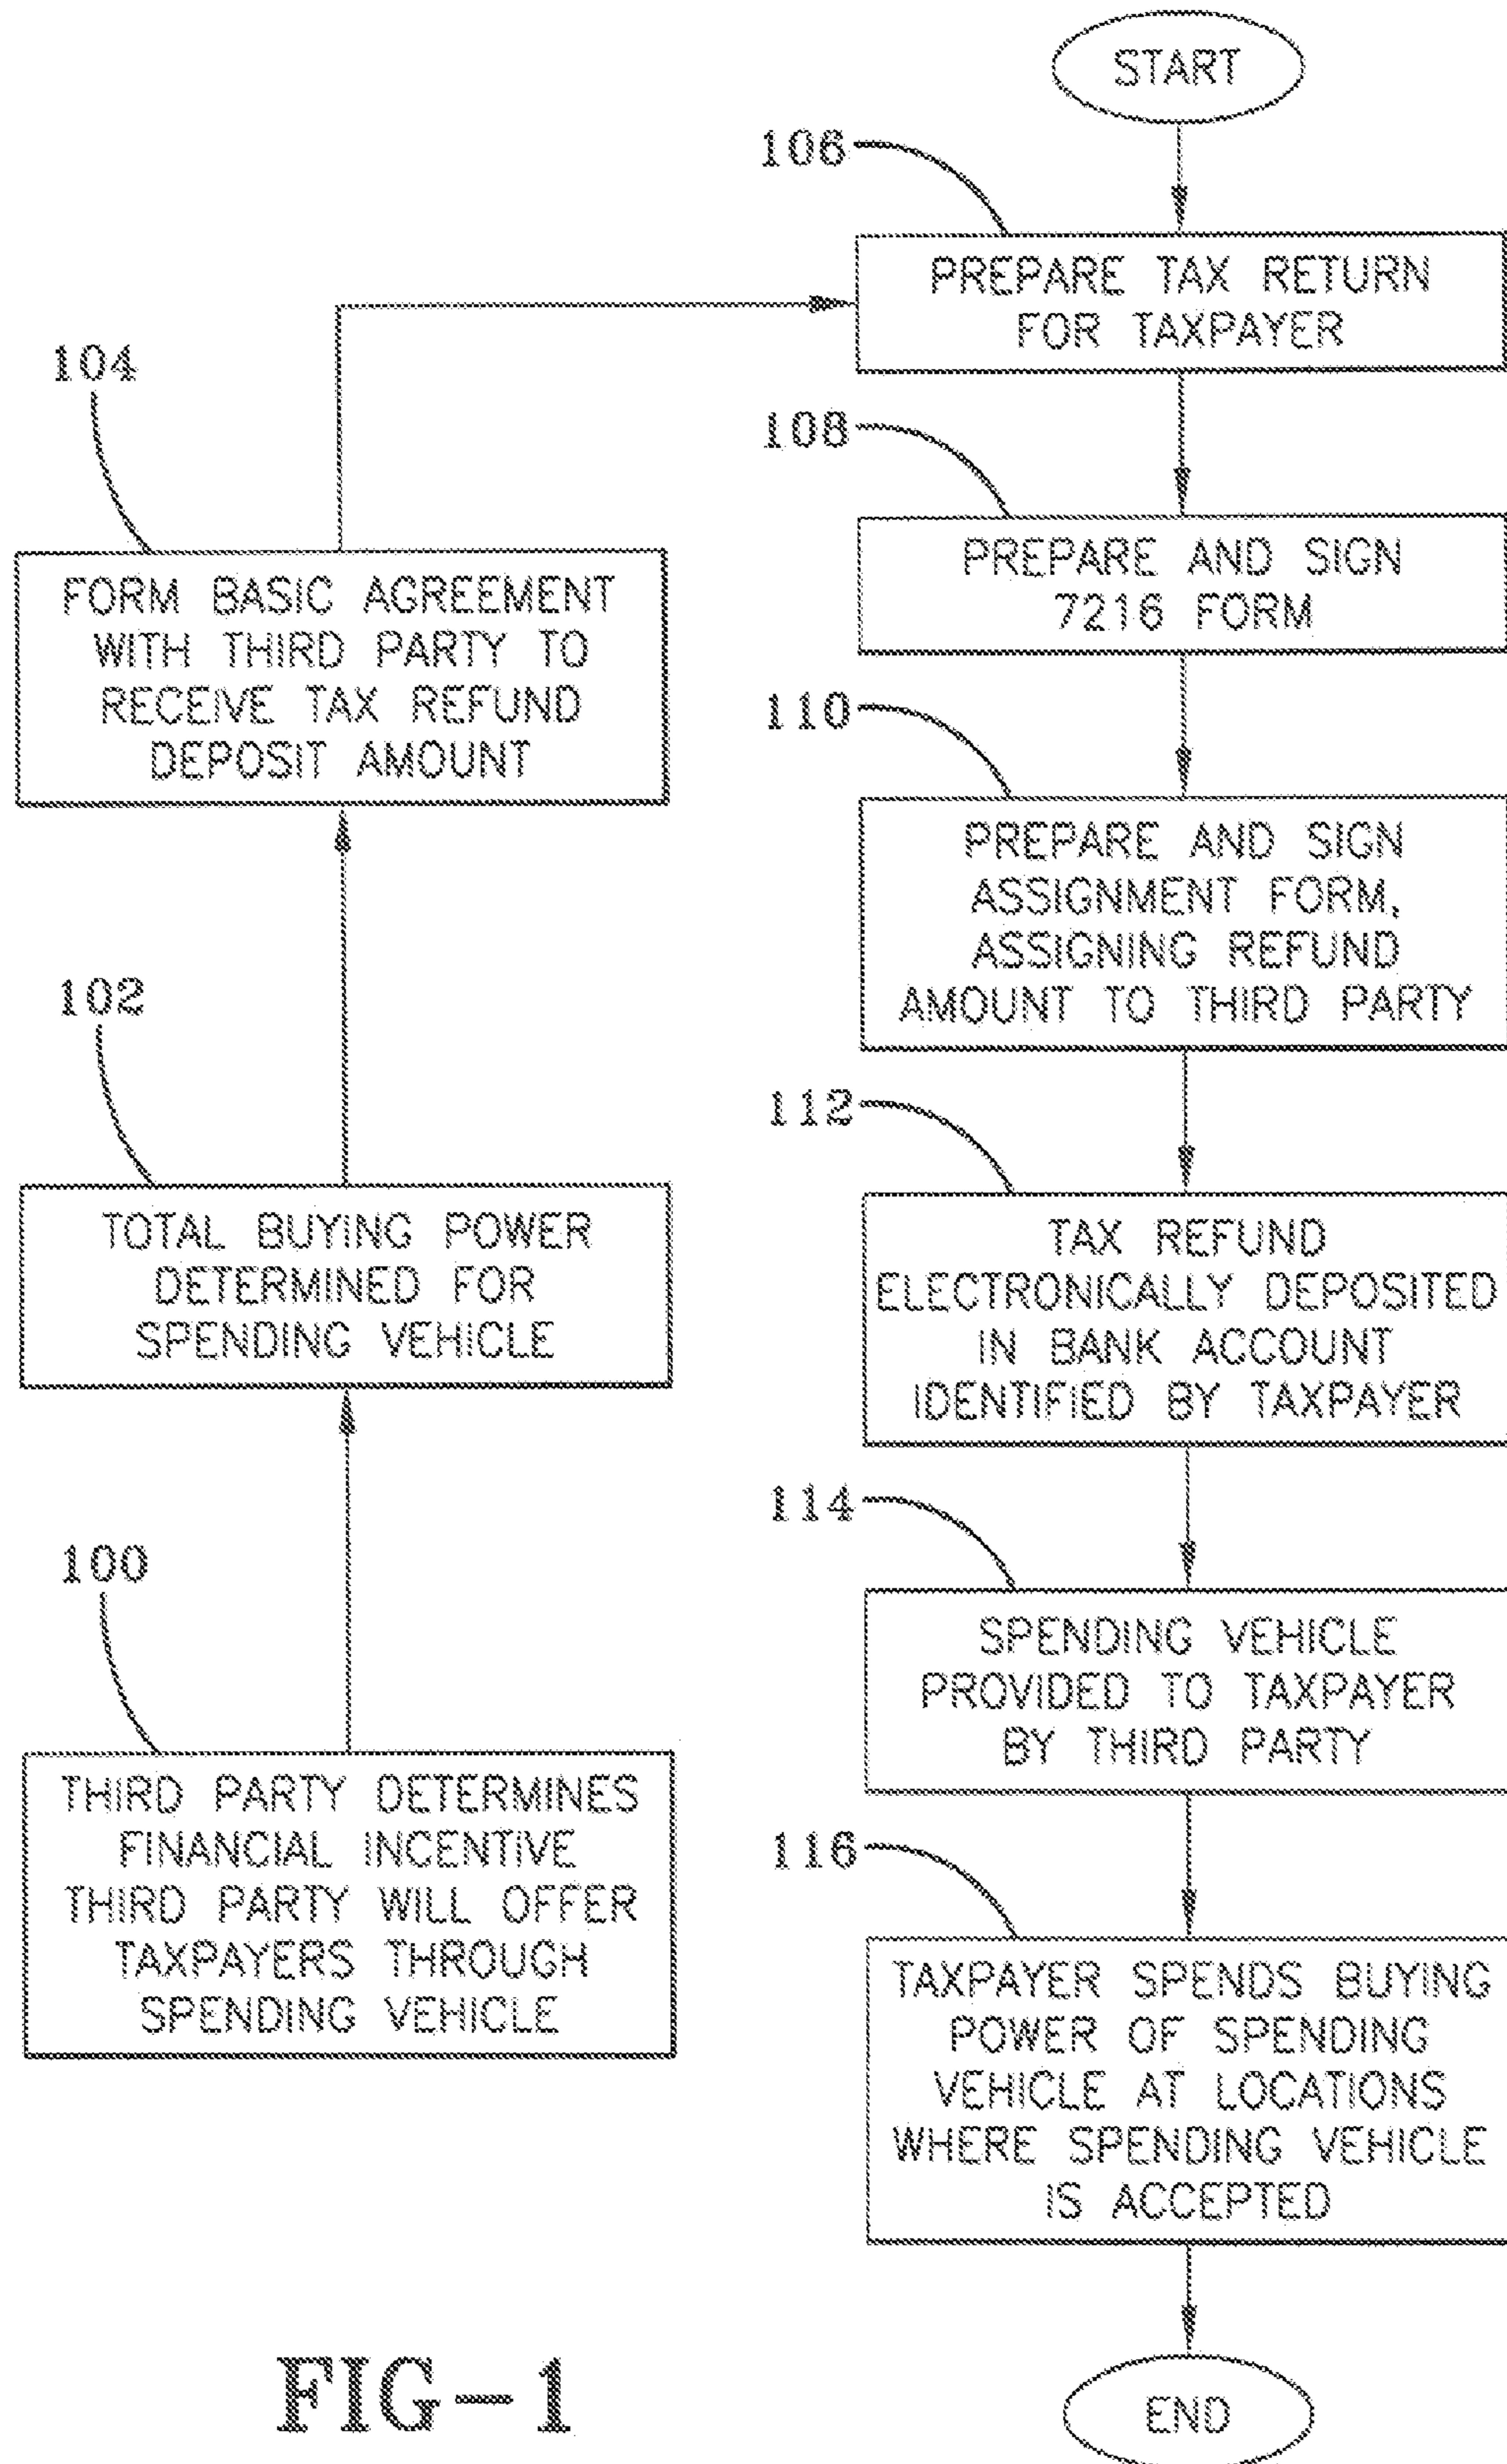 START
106
PREPARE TAX RETURN
FOR TAXPAYER
108
PREPARE AND SIGN
7216 FORM
110
PREPARE AND SIGN
ASSIGNMENT FORM,
ASSIGNING REFUND
AMOUNT TO THIRD PARTY
112
TAX REFUND
ELECTRONICALLY DEPOSITED
IN BANK ACCOUNT
IDENTIFIED BY TAXPAYER
114
SPENDING VEHICLE
PROVIDED TO TAXPAYER
BY THIRD PARTY
116
TAXPAYER SPENDS BUYING
POWER OF SPENDING
VEHICLE AT LOCATIONS
WHERE SPENDING VEHICLE
IS ACCEPTED
END
104
FORM BASIC AGREEMENT
WITH THIRD PARTY TO
RECEIVE TAX REFUND
DEPOSIT AMOUNT
102
TOTAL BUYING POWER
DETERMINED FOR
SPENDING VEHICLE
100
THIRD PARTY DETERMINES
FINANCIAL INCENTIVE
THIRD PARTY WILL OFFER
TAXPAYERS THROUGH
SPENDING VEHICLE
FIG-1